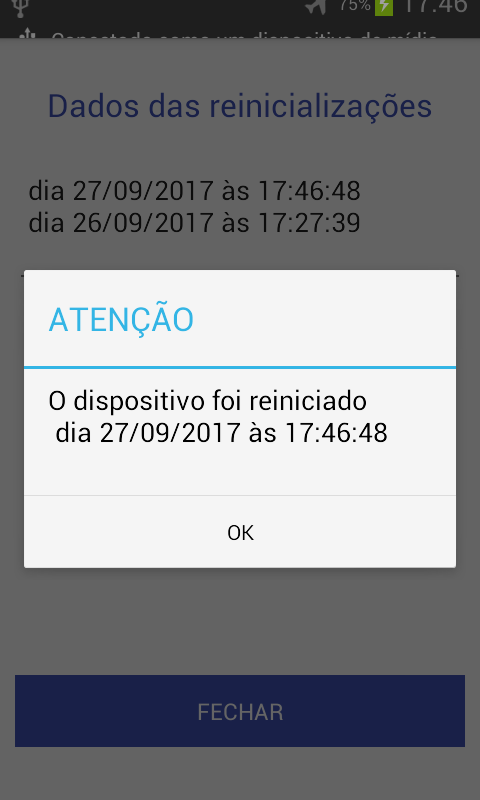 75% 17:46
Conectado como um dispositivo de mídia
Dados das reinicializações
dia 27/09/2017 às 17:46:48
dia 26/09/2017 às 17:27:39
ATENÇÃO
O dispositivo foi reiniciado
dia 27/09/2017 às 17:46:48
OK
FECHAR